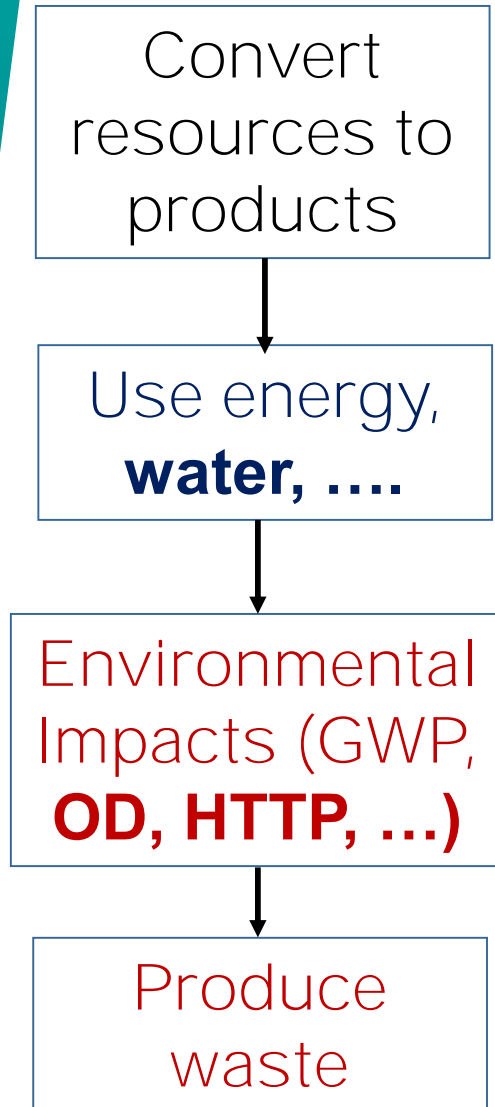 Convert
resources to
products
Use energy,
water, ....
Environmental
Impacts (GWP,
OD, HTTP, ...)
Produce
waste